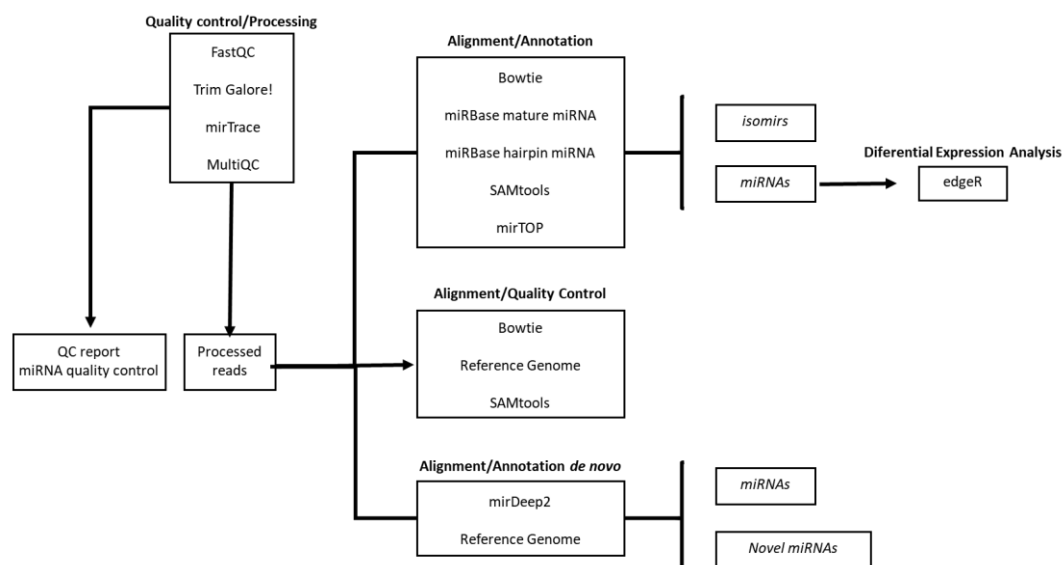 Quality control/Processing
FastQC
Trim Galore!
mirTrace
MultiQC
QC report
miRNA quality control
Processed
reads
Alignment/Annotation
Bowtie
miRBase mature miRNA
miRBase hairpin miRNA
SAMtools
mirTOP
isomirs
miRNAs
Diferential Expression Analysis
edgeR
Alignment/Quality Control
Bowtie
Reference Genome
SAMtools
Alignment/Annotation de novo
mirDeep2
Reference Genome
miRNAs
Novel miRNAs